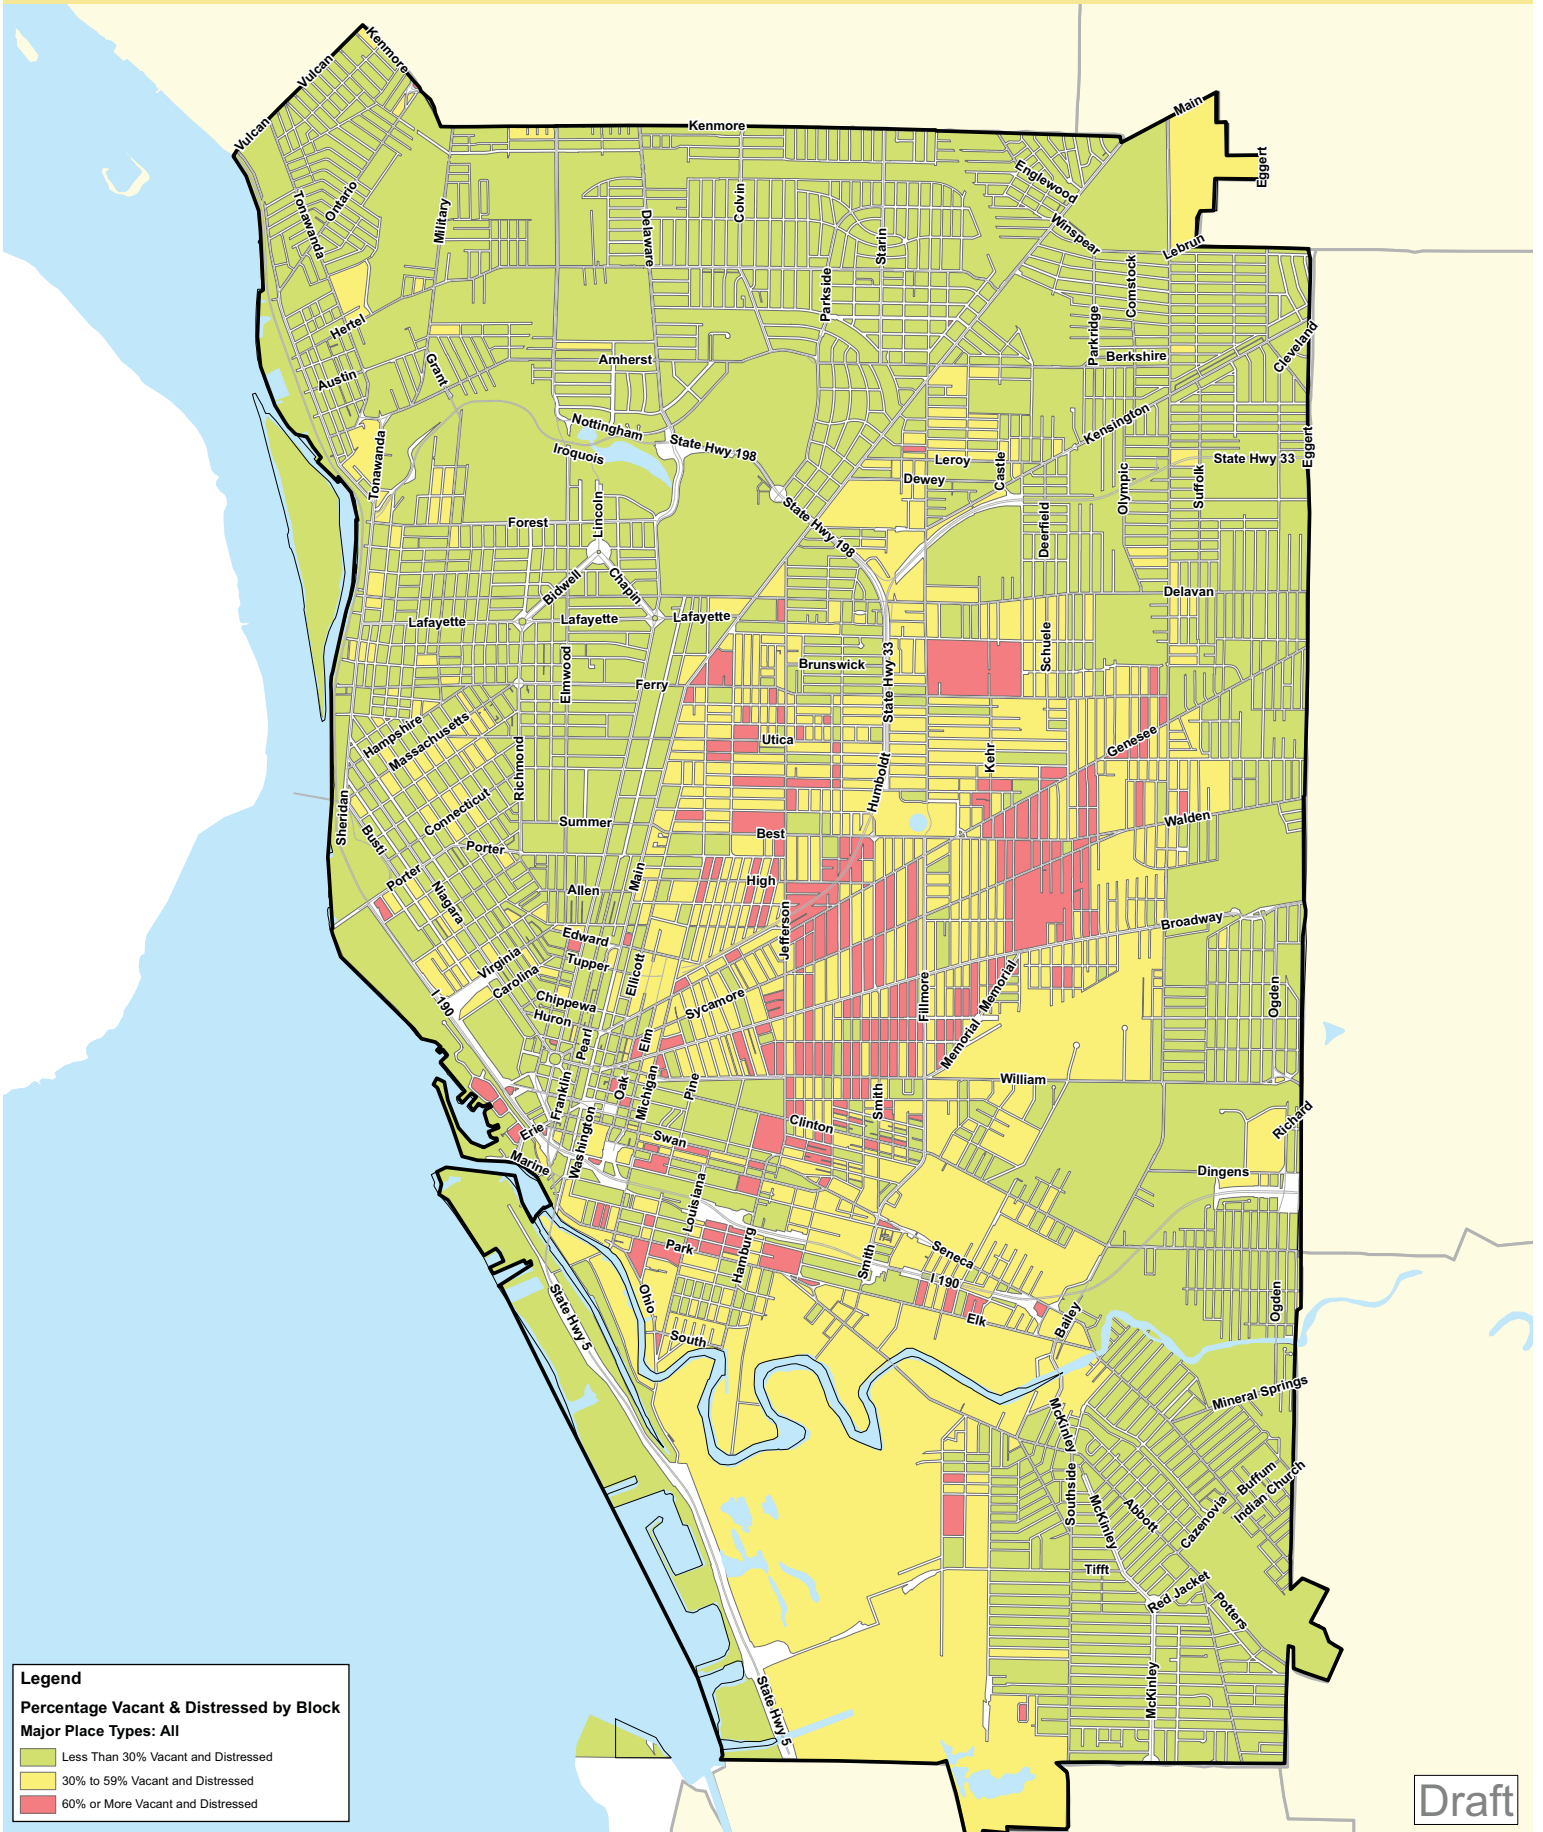 Kenmore
Vulcan
Main
Kenmore
Vulcan
Eggert
Englewood
Ontario
Colvin
Tonawanda
Military
Delaware
Winspear
Starin
Lebrun
Comstock
Parkside
Hertel
Parkridge
Cleveland
Amherst
Berkshire
Grant
Austin
Kensington
Nottingham
State Hwy 198
Eggert
Iroquois
Tonawanda
Leroy
Castle
State Hwy 33
Dewey
Olympic
Suffolk
Lincoln
Forest
State Hwy 198
Deerfield
Bidwell
Chapin
Delavan
Lafayette
Lafayette
Lafayette
Schuele
Brunswick
Elmwood
State Hwy 33
Ferry
Hampshire
Massachusetts
Utica
Genesee
Richmond
Kehr
Humboldt
Connecticut
Sheridan
Summer
Walden
Busti
Best
Porter
Porter
Main
High
Allen
Niagara
Broadway
Jefferson
Edward
Virginia
Tupper
Carolina
Ellicott
Memorial
Memorial
I 190
Chippewa
Sycamore
Fillmore
Ogden
Huron
Pearl
Elm
William
Franklin
Oak
Michigan
Pine
Smith
Clinton
Richard
Erie
Washington
Swan
Marine
Dingens
Louisiana
Park
Hamburg
Smith
Seneca
I 190
Ohio
State Hwy 5
Elk
Bailey
Ogden
South
Mineral Springs
McKinley
Buffum
Indian Church
Southside
McKinley
Abbott
Cazenovia
Tifft
Red Jacket
Potters
McKinley
State Hwy 5
Legend
Percentage Vacant & Distressed by Block
Major Place Types: All
Less Than 30% Vacant and Distressed
30% to 59% Vacant and Distressed
60% or More Vacant and Distressed
Draft